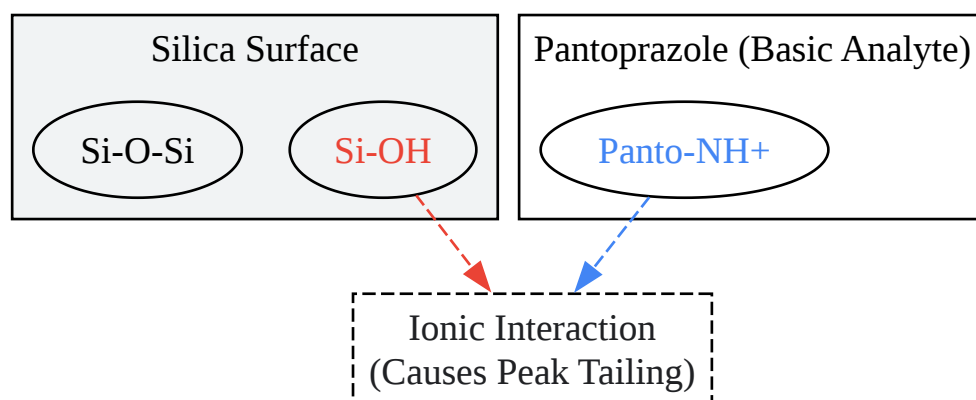 Silica Surface
Pantoprazole (Basic Analyte)
Si-O-Si
Si-OH
Panto-NH+
Ionic Interaction
(Causes Peak Tailing)